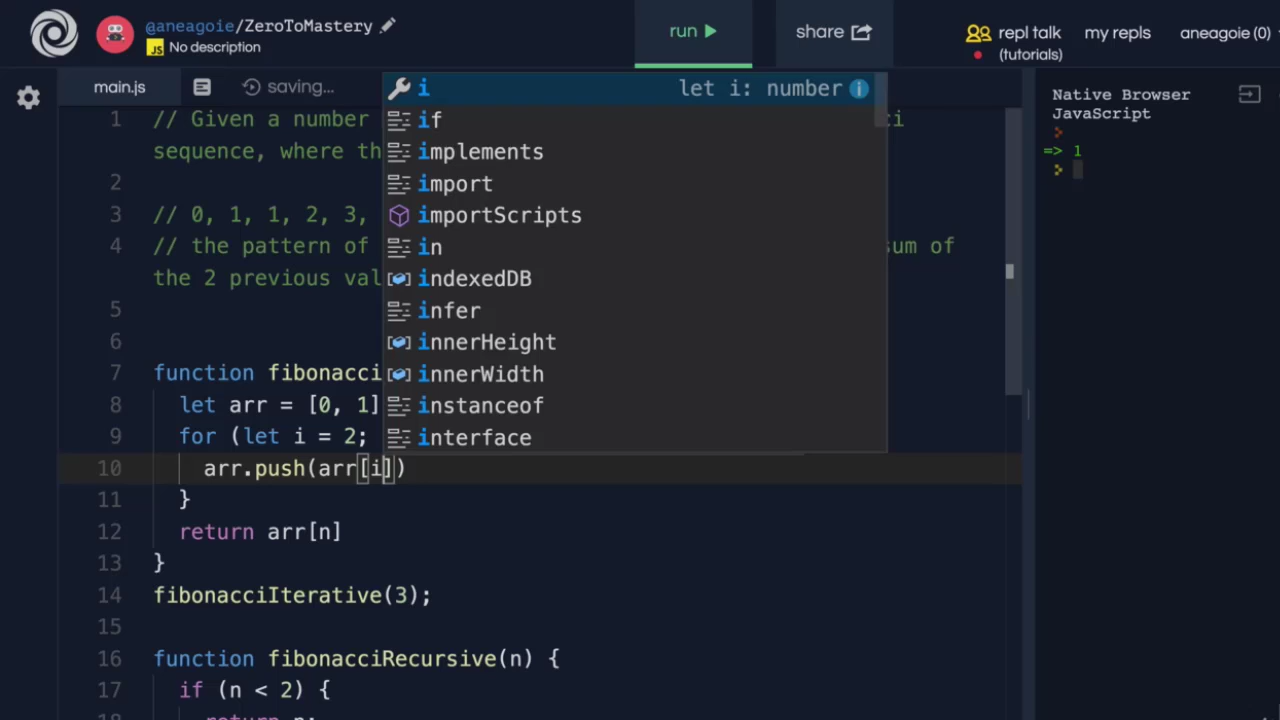 @aneagoie/ZeroToMastery
JS No description
run
share
repl talk
(tutorials)
my repls
aneagoie (0)
main.js
saving...
Native Browser
JavaScript
=> 1
i let i: number
if
implements
import
importScripts
in
indexedDB
infer
innerHeight
innerWidth
instanceof
interface
1 // Given a number
sequence, where
2
3 // 0, 1, 1, 2, 3,
4 // the pattern of sum of
the 2 previous
5
6
7 function fibonacci
8 let arr = [0, 1]
9 for (let i = 2;
10 arr.push(arr[i])
11 }
12 return arr[n]
13 }
14 fibonacciIterative(3);
15
16 function fibonacciRecursive(n) {
17 if (n < 2) {
return n;